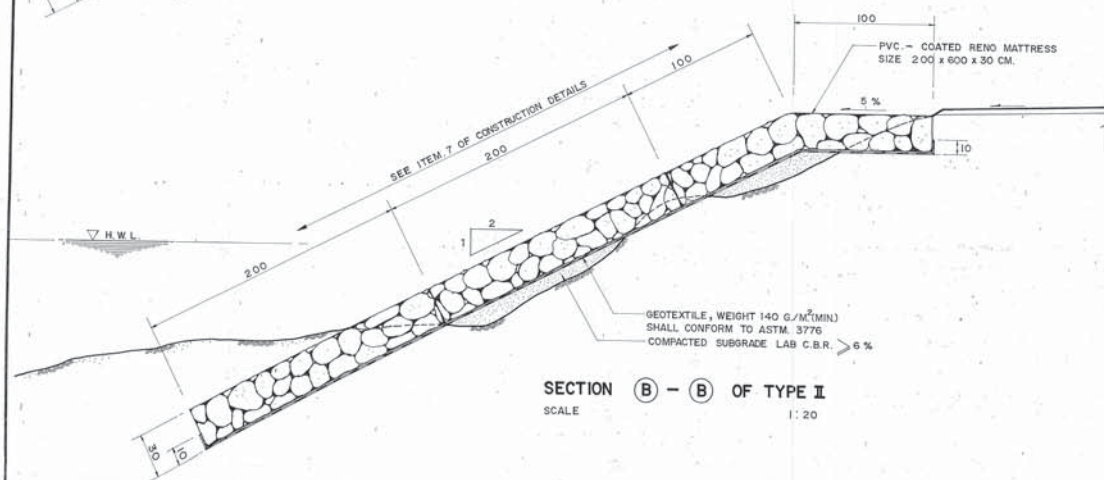 100
PVC.- COATED RENO MATTRESS
SIZE 200 x 600 x 30 CM.
100
5 %
SEE ITEM. 7 OF CONSTRUCTION DETAILS
200
10
H.W.L.
2
1
200
GEOTEXTILE, WEIGHT 140 G./M.²(MIN)
SHALL CONFORM TO ASTM. 3776
COMPACTED SUBGRADE LAB C.B.R. > 6 %
SECTION B - B OF TYPE II
SCALE 1:20
30
10